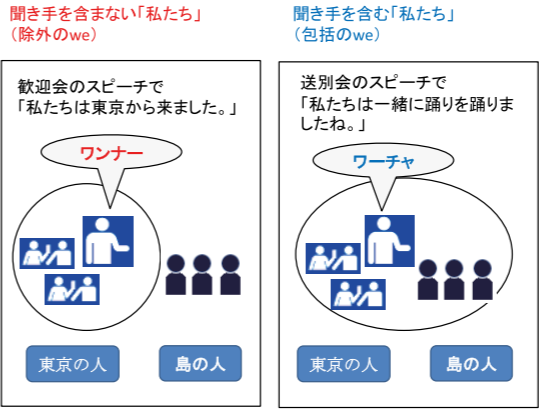 聞き手を含まない｢私たち｣
（除外のwe）
歓迎会のスピーチで
｢私たちは東京から来ました。｣
ワンナー
東京の人
島の人
聞き手を含む｢私たち｣
（包括のwe）
送別会のスピーチで
｢私たちは一緒に踊りを踊りま
したね。｣
ワーチャ
東京の人
島の人